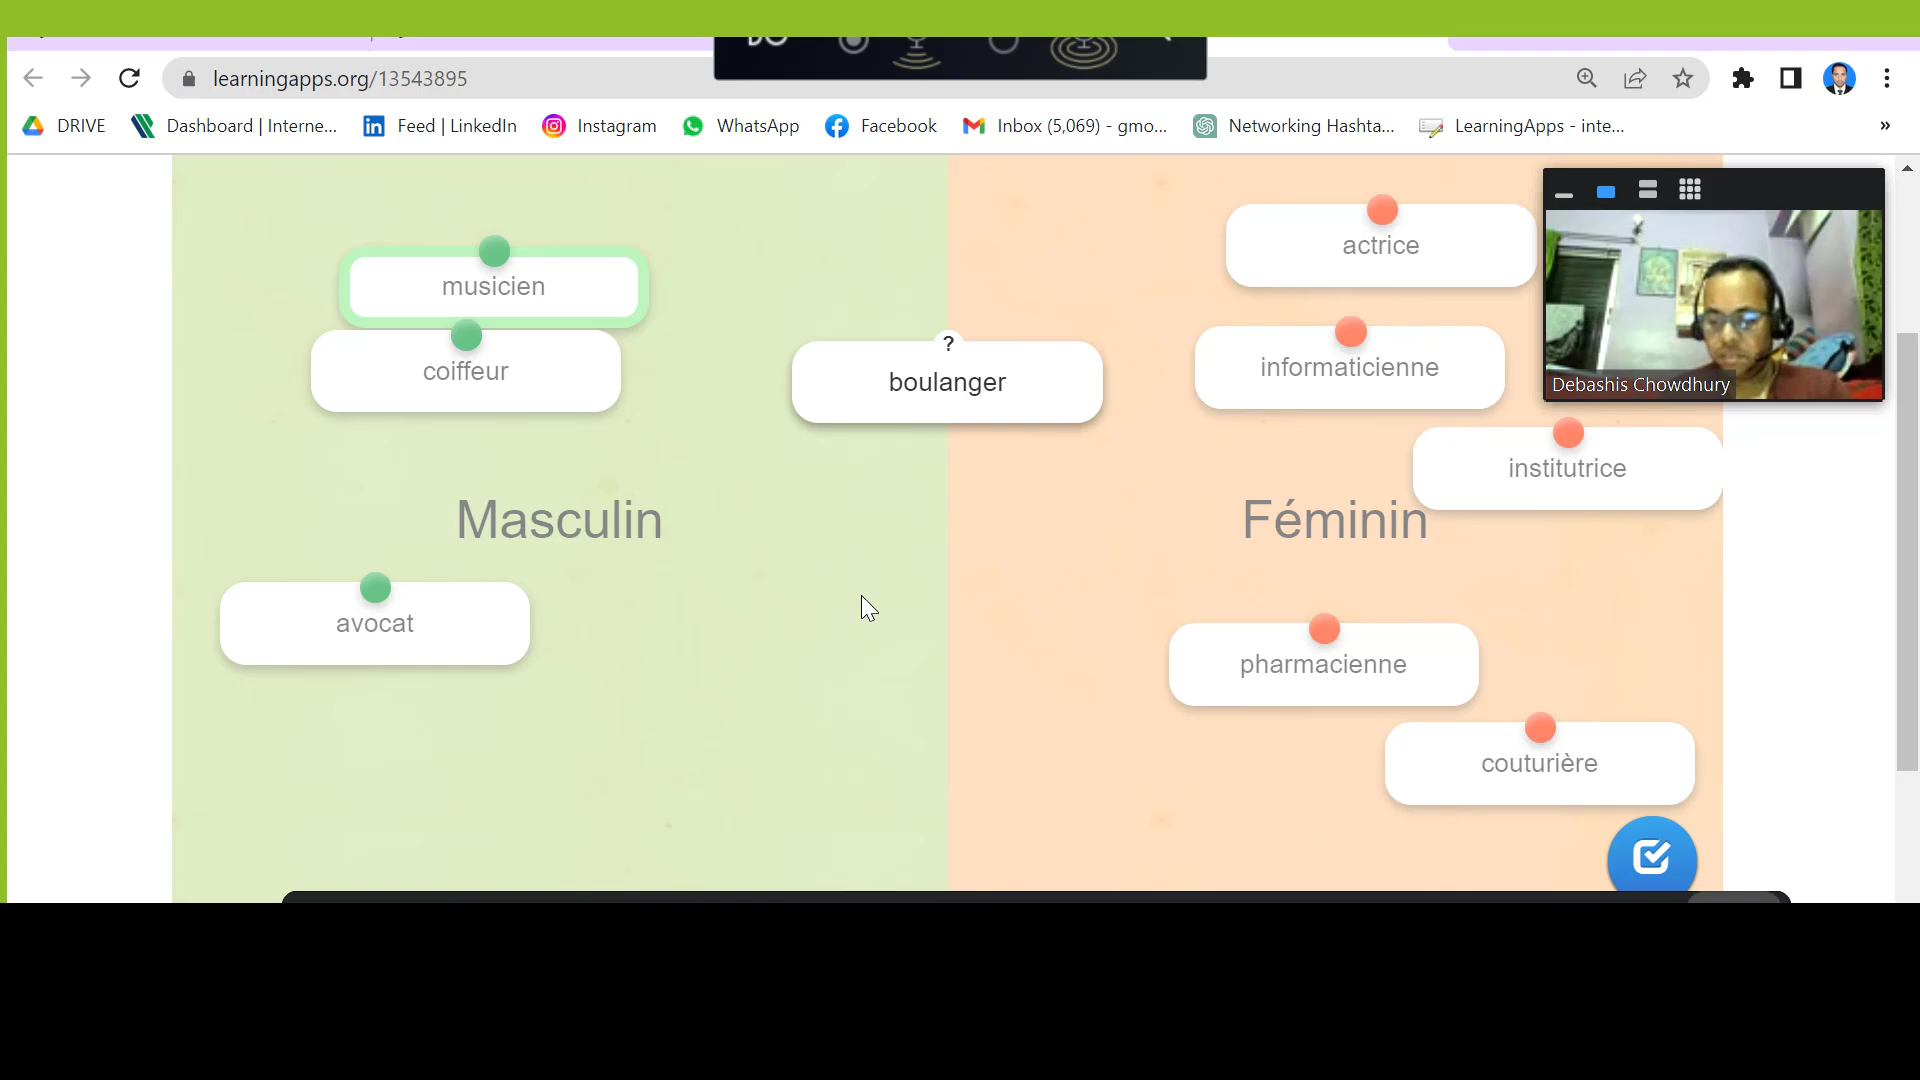 learningapps.org/13543895
DRIVE Dashboard | Interne... Feed | LinkedIn Instagram WhatsApp Facebook Inbox (5,069) - gmo... Networking Hashta... LearningApps - inte... »
actrice
musicien
informaticienne
coiffeur
?
boulanger
Debashis Chowdhury
institutrice
Masculin
Féminin
avocat
pharmacienne
couturière